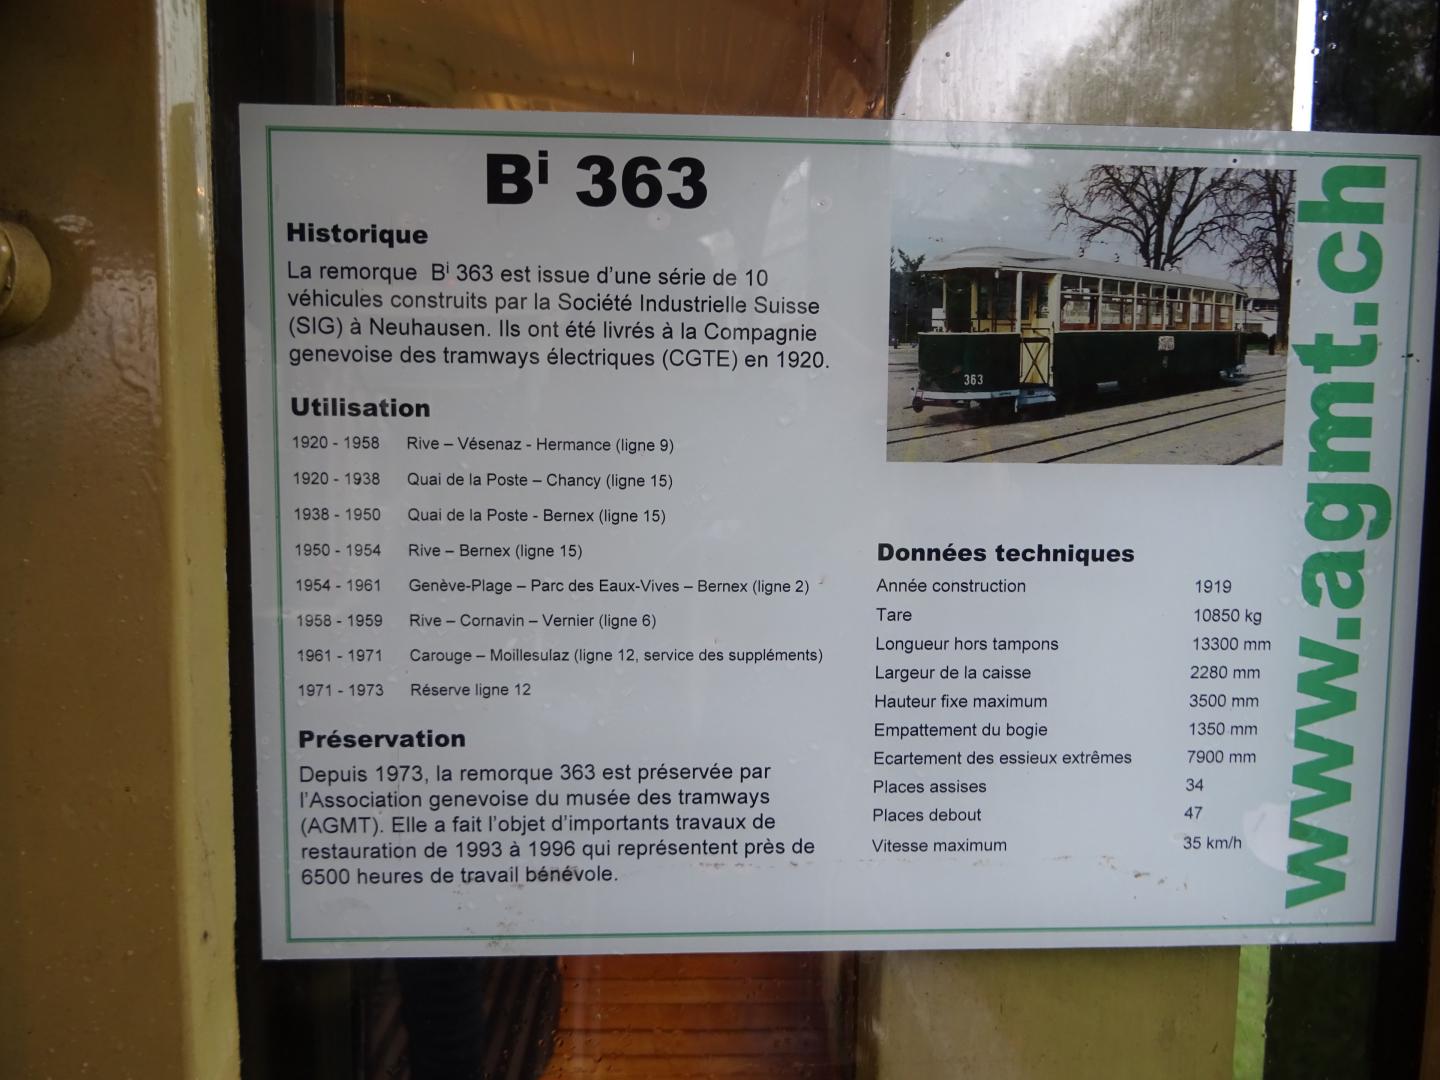 Bi 363
Historique
La remorque Bi 363 est issue d'une série de 10
véhicules construits par la Société Industrielle Suisse
(SIG) à Neuhausen. Ils ont été livrés à la Compagnie
genevoise des tramways électriques (CGTE) en 1920.
Utilisation
1920 - 1958 Rive – Vésenaz - Hermance (ligne 9)
1920 - 1938 Quai de la Poste – Chancy (ligne 15)
1938 - 1950 Quai de la Poste - Bernex (ligne 15)
1950 - 1954 Rive – Bernex (ligne 15)
1954 - 1961 Genève-Plage – Parc des Eaux-Vives – Bernex (ligne 2)
1958 - 1959 Rive – Cornavin – Vernier (ligne 6)
1961 - 1971 Carouge – Moillesulaz (ligne 12, service des suppléments)
1971 - 1973 Réserve ligne 12
Préservation
Depuis 1973, la remorque 363 est préservée par
l'Association genevoise du musée des tramways
(AGMT). Elle a fait l'objet d'importants travaux de
restauration de 1993 à 1996 qui représentent près de
6500 heures de travail bénévole.
363
Données techniques
Année construction 1919
Tare 10850 kg
Longueur hors tampons 13300 mm
Largeur de la caisse 2280 mm
Hauteur fixe maximum 3500 mm
Empattement du bogie 1350 mm
Ecartement des essieux extrêmes 7900 mm
Places assises 34
Places debout 47
Vitesse maximum 35 km/h
www.agmt.ch